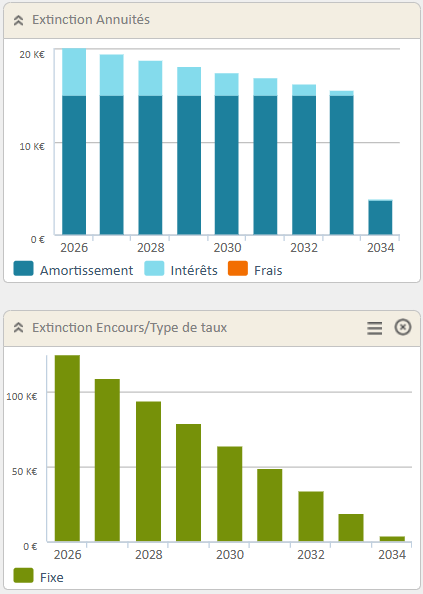 Extinction Annuités
20 K€
10 K€
0 €
2026 2028 2030 2032 2034
Amortissement Intérêts Frais
Extinction Encours/Type de taux
100 K€
50 K€
0 €
2026 2028 2030 2032 2034
Fixe